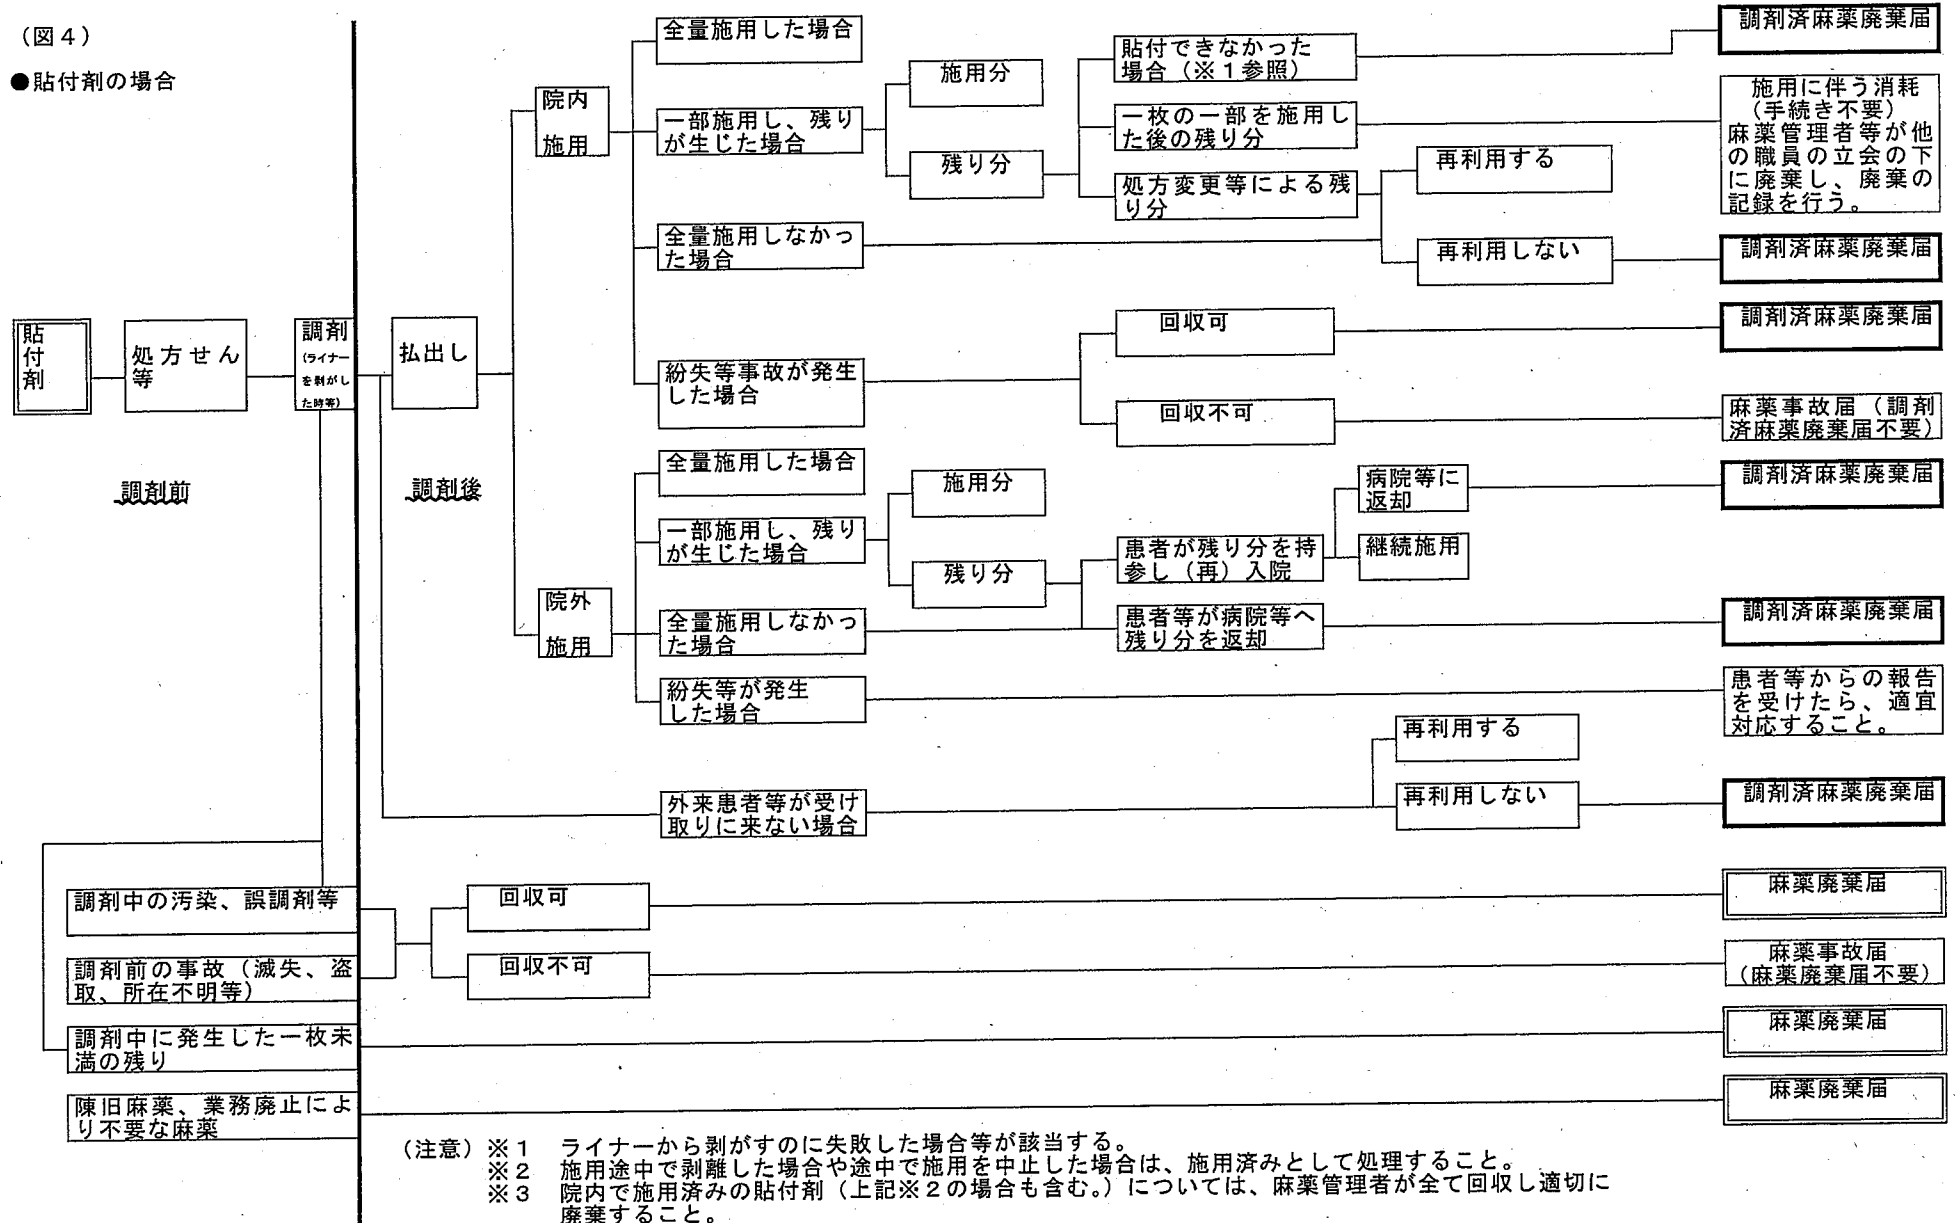 (図4)
●貼付剤の場合
貼
付
剤
処方せん
等
調剤
(ライナー
を剥がし
た時等)
払出し
調剤前
調剤後
院内
施用
全量施用した場合
一部施用し、残り
が生じた場合
施用分
残り分
貼付できなかった
場合(※1参照)
調剤済麻薬廃棄届
一枚の一部を施用し
た後の残り分
施用に伴う消耗
(手続き不要)
麻薬管理者等が他
の職員の立会の下
に廃棄し、廃棄の
記録を行う。
処方変更等による残
り分
再利用する
全量施用しなかっ
た場合
再利用しない
調剤済麻薬廃棄届
紛失等事故が発生
した場合
回収可
調剤済麻薬廃棄届
回収不可
麻薬事故届(調剤
済麻薬廃棄届不要)
院外
施用
全量施用した場合
一部施用し、残り
が生じた場合
施用分
残り分
患者が残り分を持
参し(再)入院
病院等に
返却
調剤済麻薬廃棄届
継続施用
全量施用しなかっ
た場合
患者等が病院等へ
残り分を返却
調剤済麻薬廃棄届
紛失等が発生
した場合
患者等からの報告
を受けたら、適宜
対応すること。
外来患者等が受け
取りに来ない場合
再利用する
再利用しない
調剤済麻薬廃棄届
調剤中の汚染、誤調剤等
回収可
麻薬廃棄届
調剤前の事故(滅失、盗
取、所在不明等)
回収不可
麻薬事故届
(麻薬廃棄届不要)
調剤中に発生した一枚未
満の残り
麻薬廃棄届
陳旧麻薬、業務廃止によ
り不要な麻薬
麻薬廃棄届
(注意)※1 ライナーから剥がすのに失敗した場合等が該当する。
※2 施用途中で剥離した場合や途中で施用を中止した場合は、施用済みとして処理すること。
※3 院内で施用済みの貼付剤(上記※2の場合も含む。)については、麻薬管理者が全て回収し適切に
廃棄すること。